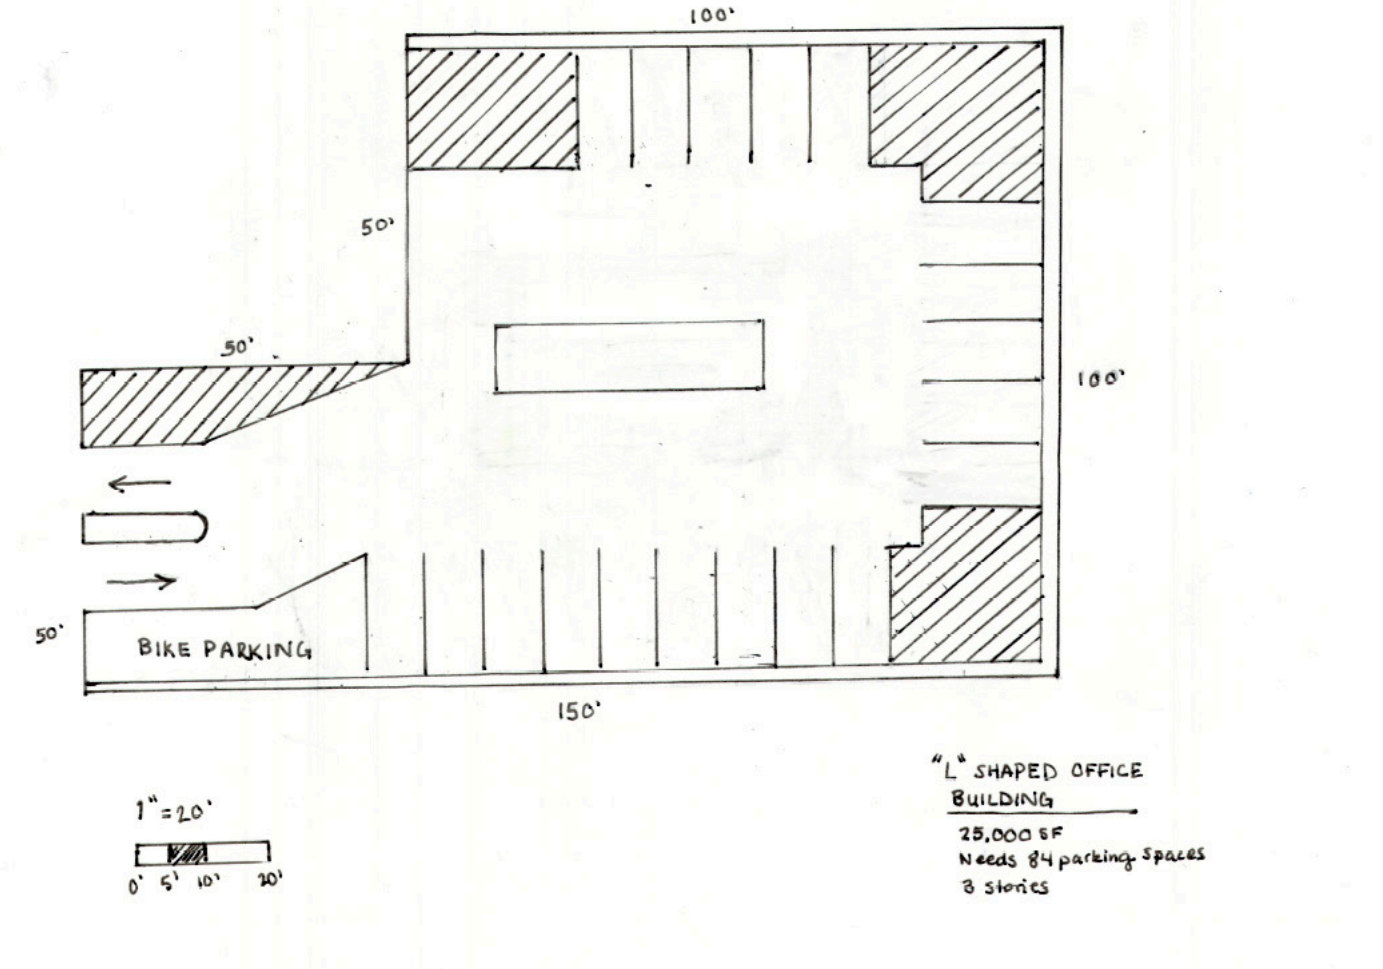 100'
50'
50'
100'
50'
BIKE PARKING
150'
1" = 20'
0' 5' 10' 20'
"L" SHAPED OFFICE
BUILDING
25,000 SF
Needs 84 parking spaces
3 stories